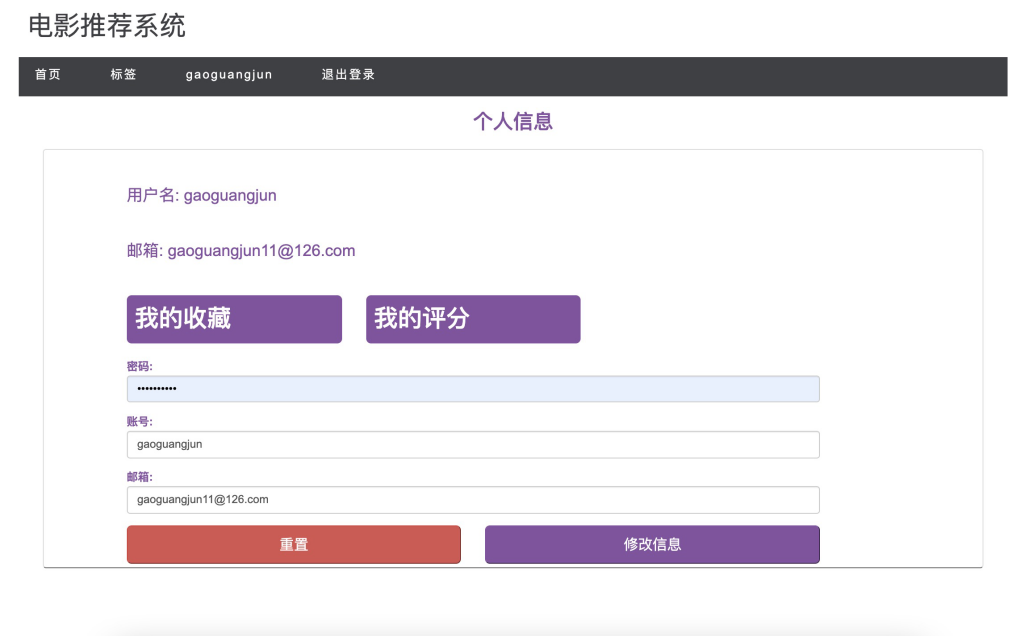 电影推荐系统
首页 标签 gaoguangjun 退出登录
个人信息
用户名: gaoguangjun
邮箱: gaoguangjun11@126.com
我的收藏 我的评分
密码:
••••••••••
账号:
gaoguangjun
邮箱:
gaoguangjun11@126.com
重置 修改信息